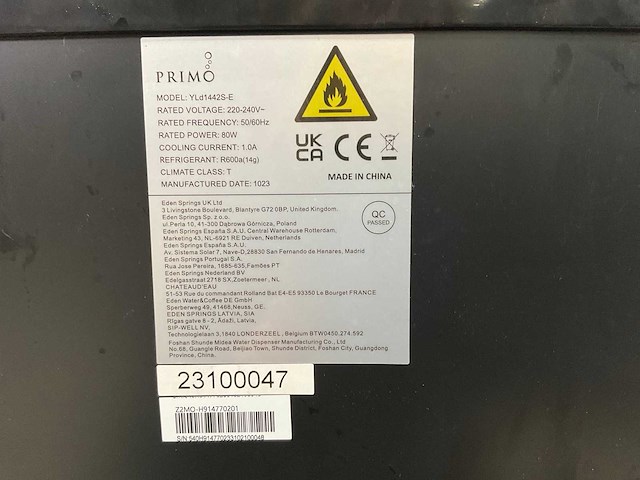 PRIMO
MODEL: YLd1442S-E
RATED VOLTAGE: 220-240V~
RATED FREQUENCY: 50/60Hz
RATED POWER: 80W
COOLING CURRENT: 1.0A
REFRIGERANT: R600a(14g)
CLIMATE CLASS: T
MANUFACTURED DATE: 1023
UK
CA CE
MADE IN CHINA
Eden Springs UK Ltd
3 Livingstone Boulevard, Blantyre G72 0BP, United Kingdom.
Eden Springs Sp. z o.o.
ul.Perla 10, 41-300 Dąbrowa Górnicza, Poland
Eden Springs España S.A.U, Central Warehouse Rotterdam,
Marketing 43, NL-6921 RE Duiven, Netherlands
Eden Springs España S.A.U.
Av. Sistema Solar 7, Nave-D,28830 San Fernando de Henares, Madrid
Eden Springs Portugal S.A.
Rua Jose Pereira, 1685-635,Famões PT
Eden Springs Nederland BV
Edelgasstraat 2718 SX,Zoetermeer , NL
CHATEAUD'EAU
51-53 Rue du commandant Rolland Bat E4-E5 93350 Le Bourget FRANCE
Eden Water&Coffee DE GmbH
Sperberweg 49, 41468,Neuss, GE.
EDEN SPRINGS LATVIA, SIA
Rīgas gatve 8 - 2, Ādaži, Latvia,
SIP-WELL NV,
Technologielaan 3,1840 LONDERZEEL , Belgium BTW0450.274.592
Foshan Shunde Midea Water Dispenser Manufacturing Co., Ltd
No.68, Guangle Road, Beijiao Town, Shunde District, Foshan City, Guangdong
Province, China.
QC
PASSED
23100047
Z2MO-H914770201
S/N 540H914770233102100048